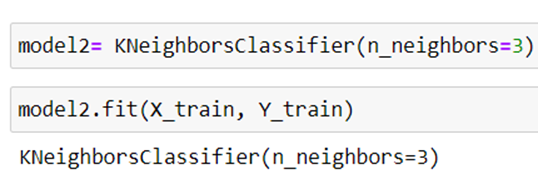 model2= KNeighborsClassifier(n_neighbors=3)
model2.fit(X_train, Y_train)
KNeighborsClassifier(n_neighbors=3)